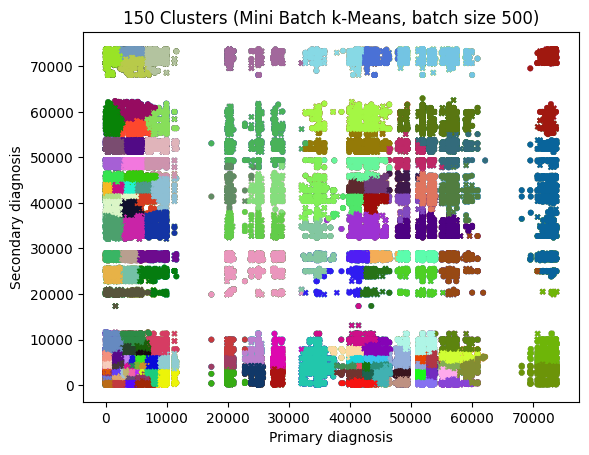 150 Clusters (Mini Batch k-Means, batch size 500)
Secondary diagnosis
70000
60000
50000
40000
30000
20000
10000
0
0 10000 20000 30000 40000 50000 60000 70000
Primary diagnosis